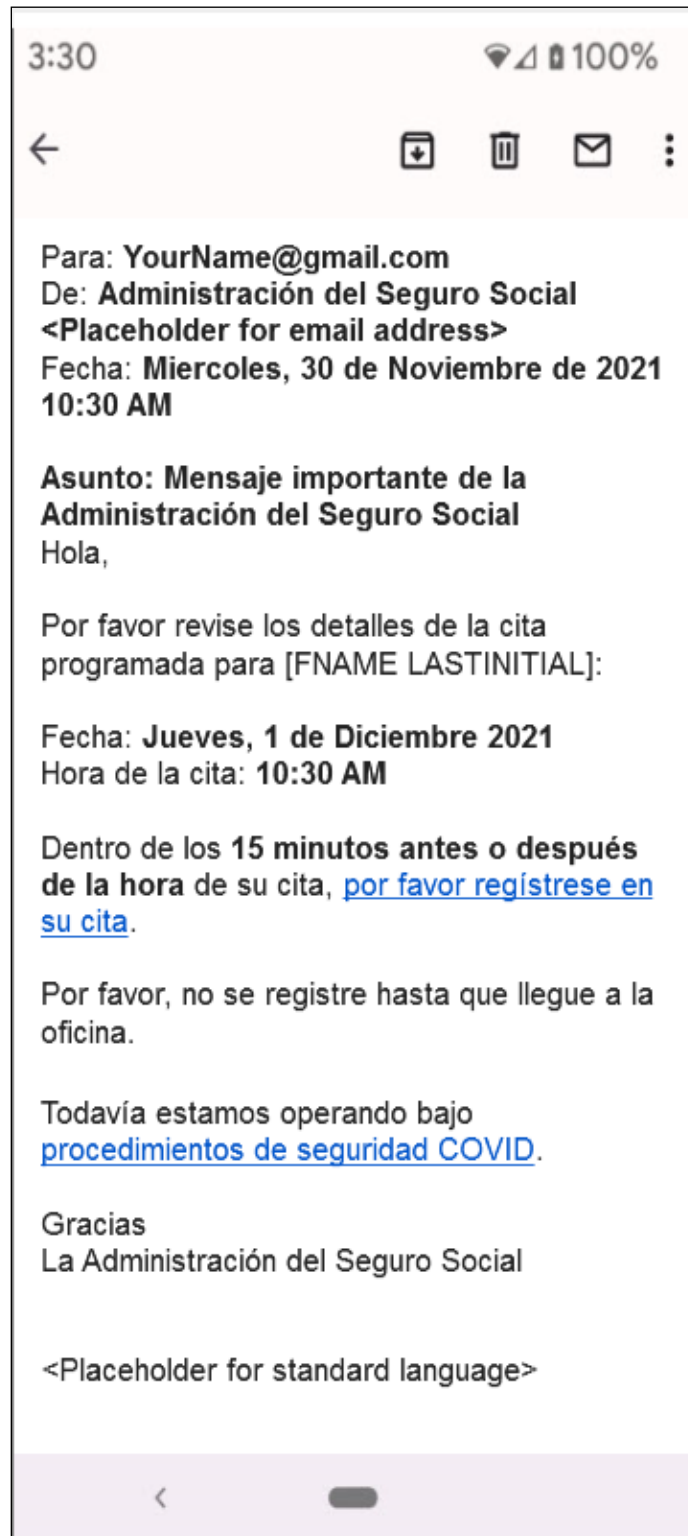 3:30
100%
Para: YourName@gmail.com
De: Administración del Seguro Social
<Placeholder for email address>
Fecha: Miercoles, 30 de Noviembre de 2021
10:30 AM
Asunto: Mensaje importante de la
Administración del Seguro Social
Hola,
Por favor revise los detalles de la cita
programada para [FNAME LASTINITIAL]:
Fecha: Jueves, 1 de Diciembre 2021
Hora de la cita: 10:30 AM
Dentro de los 15 minutos antes o después
de la hora de su cita, por favor regístrese en
su cita.
Por favor, no se registre hasta que llegue a la
oficina.
Todavía estamos operando bajo
procedimientos de seguridad COVID.
Gracias
La Administración del Seguro Social
<Placeholder for standard language>